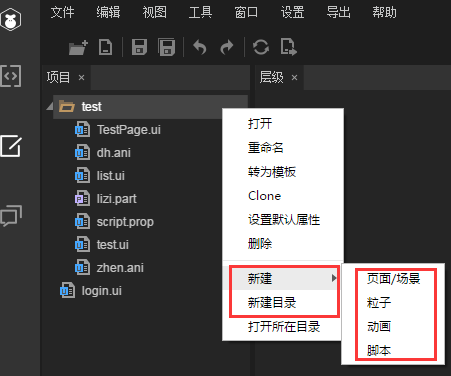 文件 编辑 视图 工具 窗口 设置 导出 帮助
项目 ×
层级 ×
test
TestPage.ui
dh.ani
list.ui
lizi.part
script.prop
test.ui
zhen.ani
login.ui
打开
重命名
转为模板
Clone
设置默认属性
删除
新建
新建目录
打开所在目录
页面/场景
粒子
动画
脚本